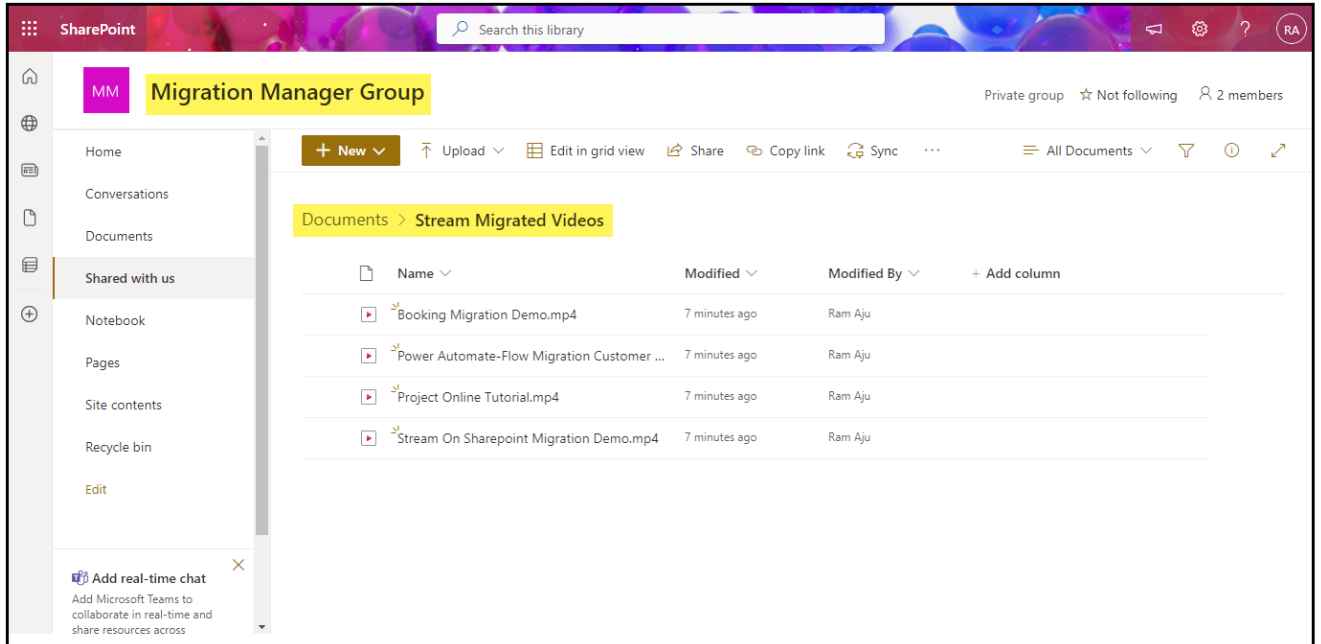 SharePoint
Search this library
?
RA
MM
Migration Manager Group
Private group
Not following
2 members
Home
Conversations
Documents
Shared with us
Notebook
Pages
Site contents
Recycle bin
Edit
Add real-time chat
Add Microsoft Teams to
collaborate in real-time and
share resources across
+ New
Upload
Edit in grid view
Share
Copy link
Sync
...
All Documents
Documents > Stream Migrated Videos
Name Modified Modified By + Add column
Booking Migration Demo.mp4 7 minutes ago Ram Aju
Power Automate-Flow Migration Customer ... 7 minutes ago Ram Aju
Project Online Tutorial.mp4 7 minutes ago Ram Aju
Stream On Sharepoint Migration Demo.mp4 7 minutes ago Ram Aju